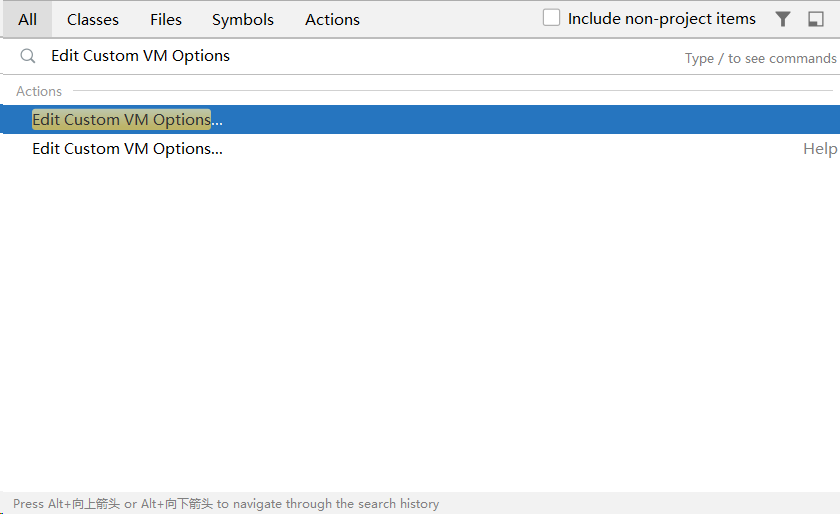 All Classes Files Symbols Actions Include non-project items
Edit Custom VM Options Type / to see commands
Actions
Edit Custom VM Options...
Edit Custom VM Options... Help
Press Alt+向上箭头 or Alt+向下箭头 to navigate through the search history